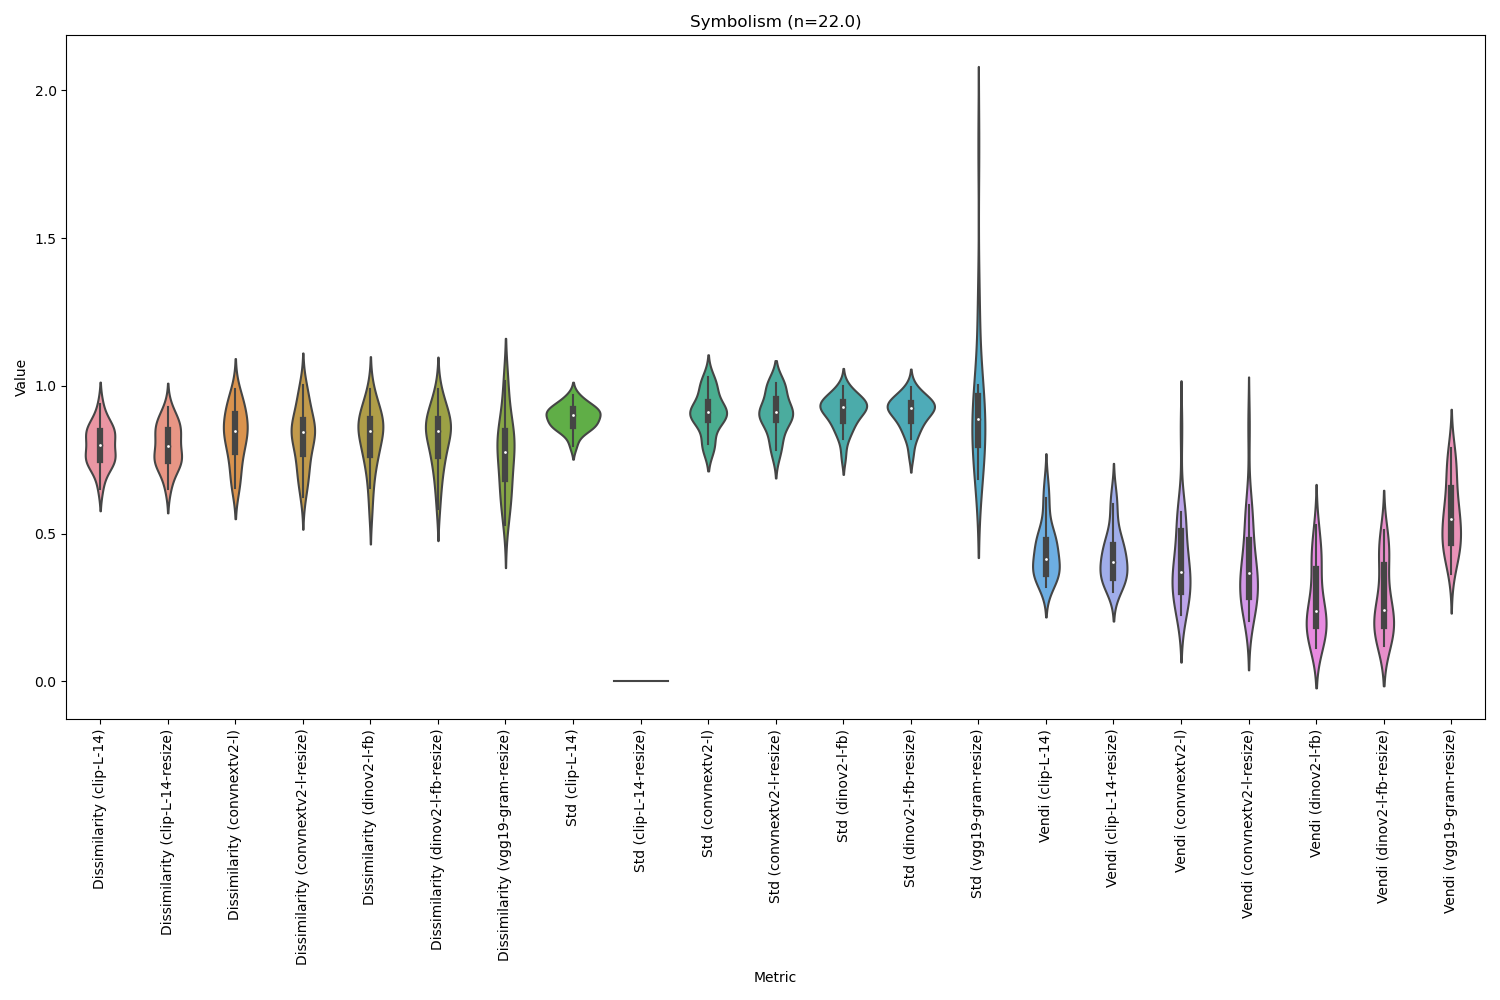 Symbolism (n=22.0)
Value
2.0
1.5
1.0
0.5
0.0
Dissimilarity (clip-L-14)
Dissimilarity (clip-L-14-resize)
Dissimilarity (convnextv2-l)
Dissimilarity (convnextv2-l-resize)
Dissimilarity (dinov2-l-fb)
Dissimilarity (dinov2-l-fb-resize)
Dissimilarity (vgg19-gram-resize)
Std (clip-L-14)
Std (clip-L-14-resize)
Std (convnextv2-l)
Std (convnextv2-l-resize)
Std (dinov2-l-fb)
Std (dinov2-l-fb-resize)
Std (vgg19-gram-resize)
Vendi (clip-L-14)
Vendi (clip-L-14-resize)
Vendi (convnextv2-l)
Vendi (convnextv2-l-resize)
Vendi (dinov2-l-fb)
Vendi (dinov2-l-fb-resize)
Vendi (vgg19-gram-resize)
Metric